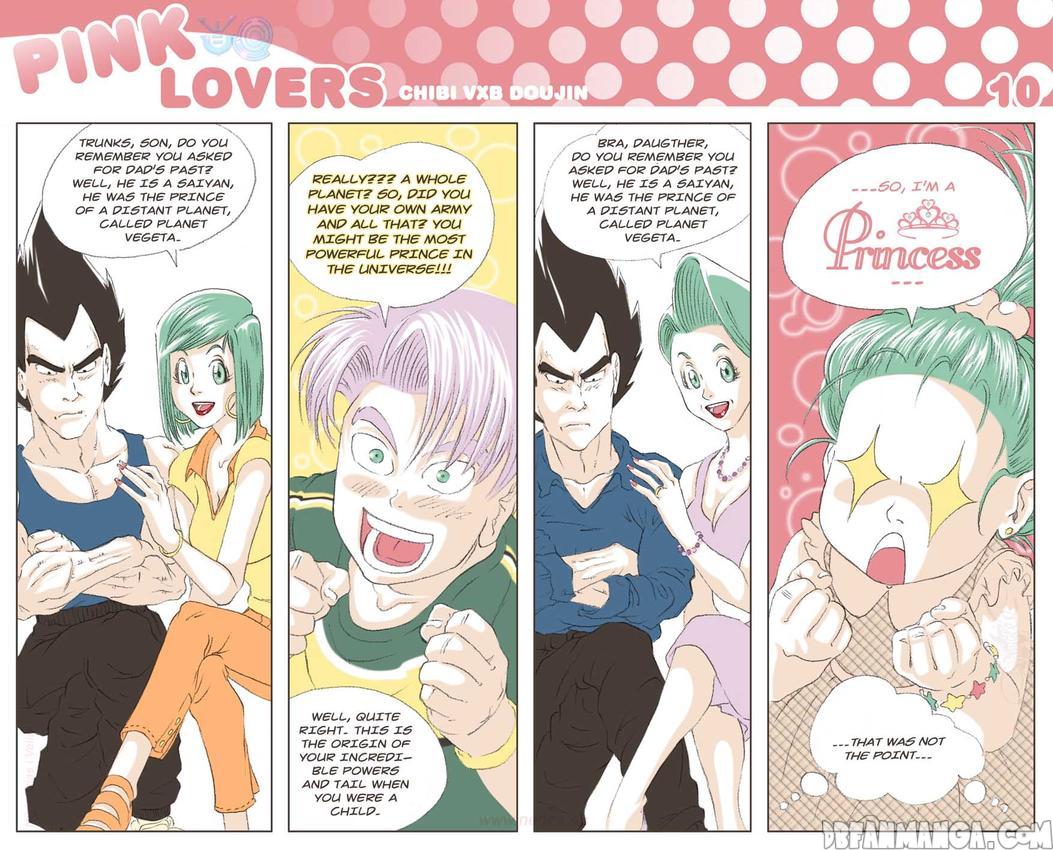 PINK
LOVERS
CHIBI VXB DOUJIN
10
TRUNKS, SON, DO YOU
REMEMBER YOU ASKED
FOR DAD'S PAST?
WELL, HE IS A SAIYAN,
HE WAS THE PRINCE
OF A DISTANT PLANET,
CALLED PLANET
VEGETA.
REALLY??? A WHOLE
PLANET? SO, DID YOU
HAVE YOUR OWN ARMY
AND ALL THAT? YOU
MIGHT BE THE MOST
POWERFUL PRINCE IN
THE UNIVERSE!!!
WELL, QUITE
RIGHT. THIS IS
THE ORIGIN OF
YOUR INCREDI-
BLE POWERS
AND TAIL WHEN
YOU WERE A
CHILD.
BRA, DAUGTHER,
DO YOU REMEMBER YOU
ASKED FOR DAD'S PAST?
WELL, HE IS A SAIYAN,
HE WAS THE PRINCE
OF A DISTANT PLANET,
CALLED PLANET
VEGETA.
---SO, I'M A
Princess
---
---THAT WAS NOT
THE POINT---
DBFANMANGA.COM